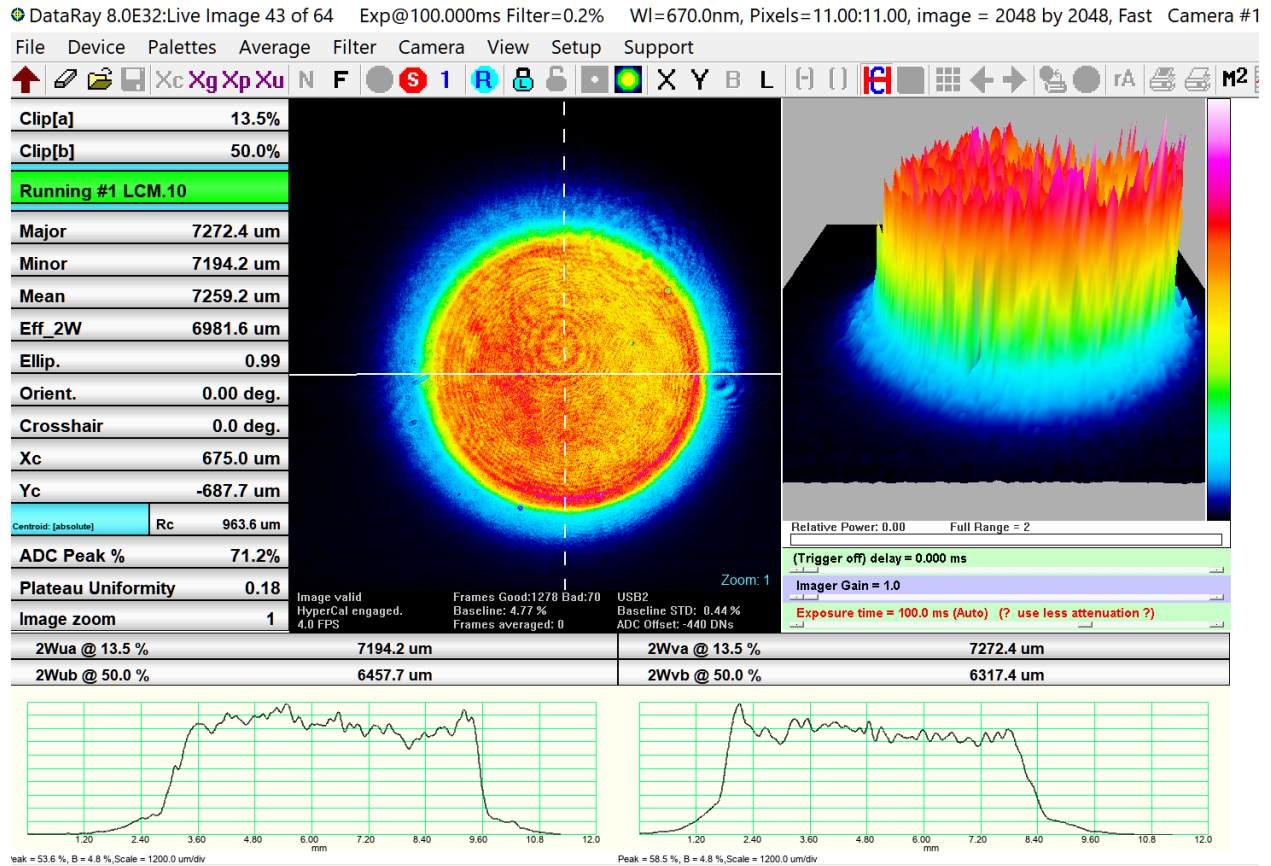 DataRay 8.0E32:Live Image 43 of 64 Exp@100.000ms Filter=0.2% Wl=670.0nm, Pixels=11.00:11.00, image = 2048 by 2048, Fast Camera #1
File Device Palettes Average Filter Camera View Setup Support
Xc Xg Xp Xu N F S 1 R L X Y B L [-] () H rA M²
Clip[a] 13.5%
Clip[b] 50.0%
Running #1 LCM.10
Major 7272.4 um
Minor 7194.2 um
Mean 7259.2 um
Eff_2W 6981.6 um
Ellip. 0.99
Orient. 0.00 deg.
Crosshair 0.0 deg.
Xc 675.0 um
Yc -687.7 um
Centroid: [absolute] Rc 963.6 um
ADC Peak % 71.2%
Plateau Uniformity 0.18
Image zoom 1
Zoom: 1
Image valid Frames Good:1278 Bad:70 USB2
HyperCal engaged. Baseline: 4.77 % Baseline STD: 0.44 %
4.0 FPS Frames averaged: 0 ADC Offset: -440 DNs
Relative Power: 0.00 Full Range = 2
(Trigger off) delay = 0.000 ms
Imager Gain = 1.0
Exposure time = 100.0 ms (Auto) (? use less attenuation ?)
2Wua @ 13.5 % 7194.2 um 2Wva @ 13.5 % 7272.4 um
2Wub @ 50.0 % 6457.7 um 2Wvb @ 50.0 % 6317.4 um
1.20 2.40 3.60 4.80 6.00 7.20 8.40 9.60 10.8 12.0
mm
eak = 53.6 %, B = 4.8 %,Scale = 1200.0 um/div
1.20 2.40 3.60 4.80 6.00 7.20 8.40 9.60 10.8 12.0
mm
Peak = 58.5 %, B = 4.8 %,Scale = 1200.0 um/div